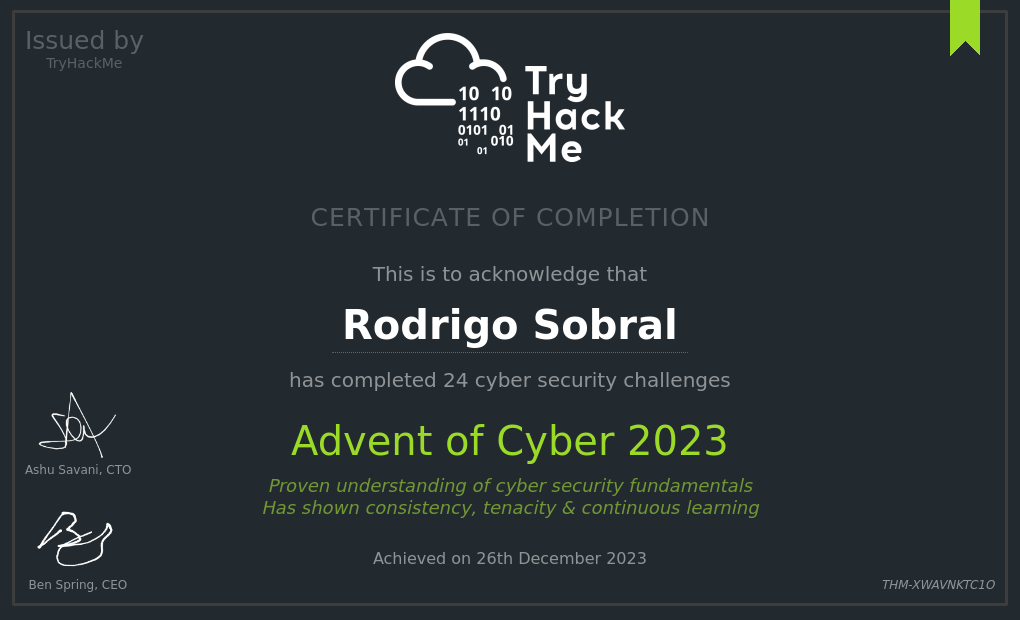 Issued by
TryHackMe
10 10
1110
0101 01
01 010
01
Try
Hack
Me
CERTIFICATE OF COMPLETION
This is to acknowledge that
Rodrigo Sobral
has completed 24 cyber security challenges
Advent of Cyber 2023
Proven understanding of cyber security fundamentals
Has shown consistency, tenacity & continuous learning
Achieved on 26th December 2023
Ashu Savani, CTO
Ben Spring, CEO
THM-XWAVNKTC1O